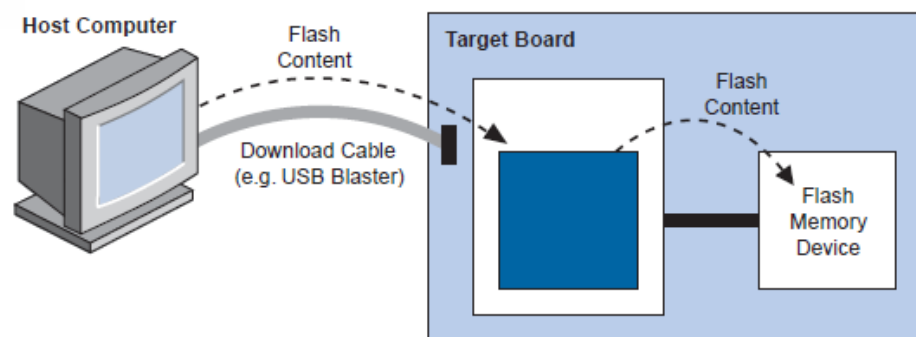 Host Computer
Flash
Content
Download Cable
(e.g. USB Blaster)
Target Board
Flash
Content
Flash
Memory
Device